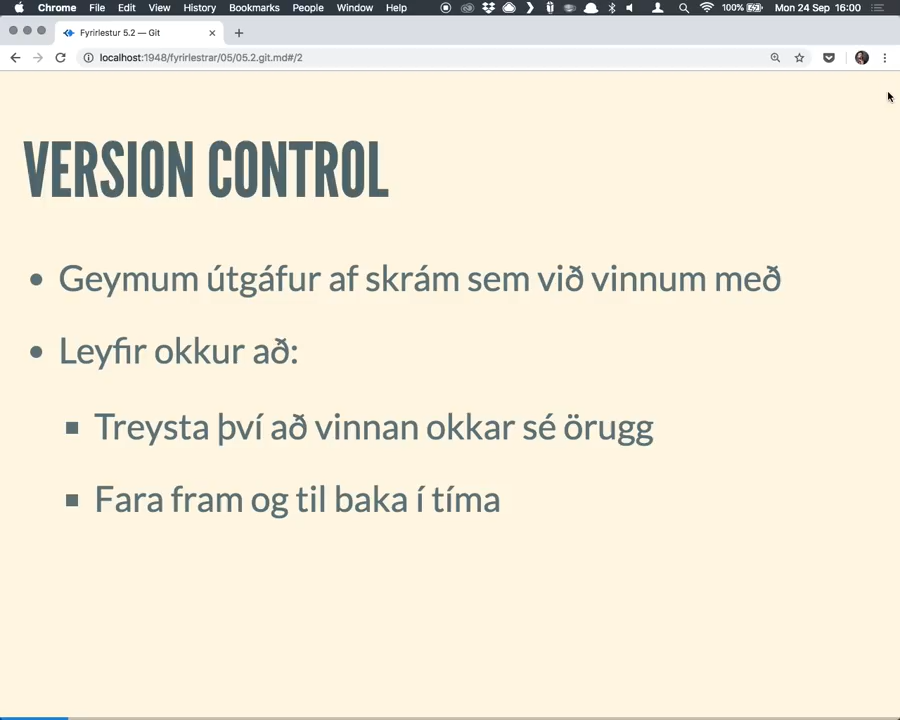 Chrome File Edit View History Bookmarks People Window Help 100% Mon 24 Sep 16:00
Fyrirlestur 5.2 — Git
localhost:1948/fyrirlestrar/05/05.2.git.md#/2
VERSION CONTROL
Geymum útgáfur af skrám sem við vinnum með
Leyfir okkur að:
Treysta því að vinnan okkar sé örugg
Fara fram og til baka í tíma